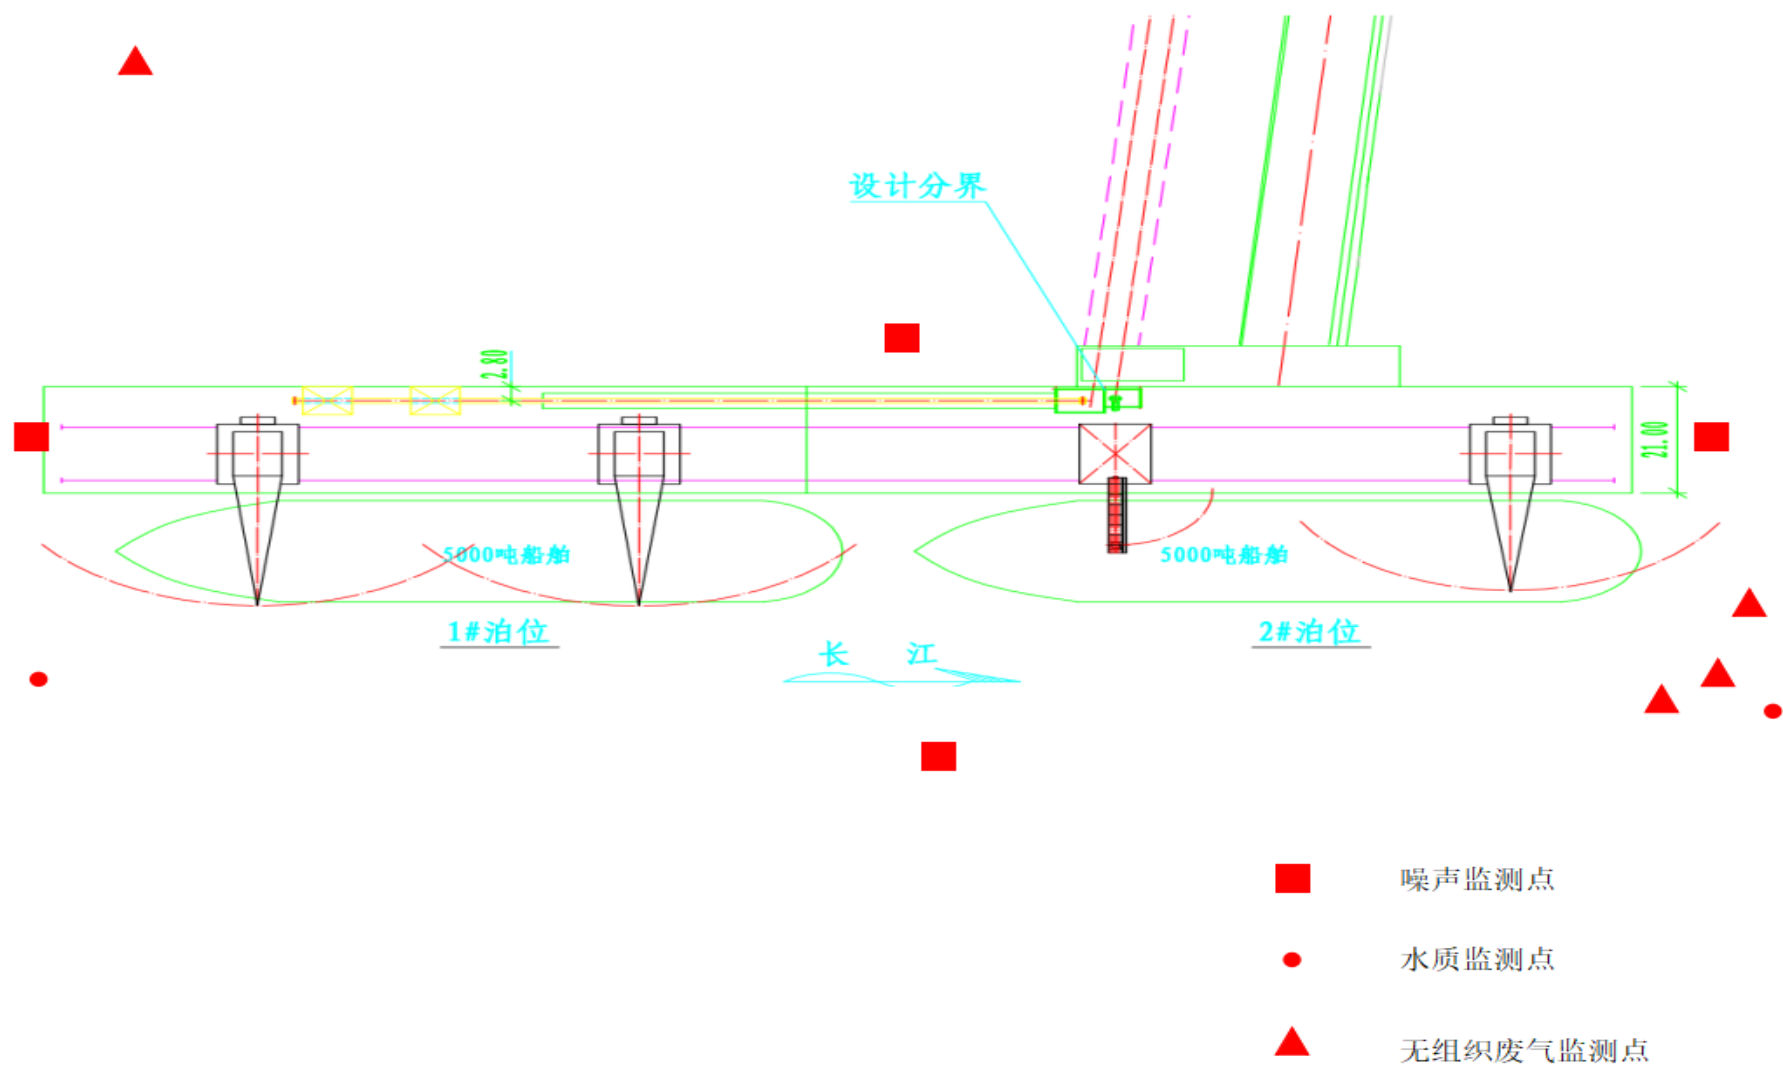 设计分界
2.80
21.00
5000吨船舶
5000吨船舶
1#泊位
2#泊位
长 江
噪声监测点
水质监测点
无组织废气监测点